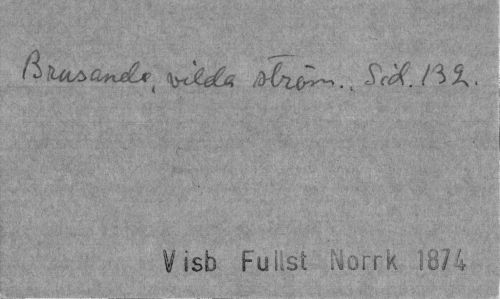 Brusande, vilda ström.. Sid. 132.
Visb Fullst Norrk 1874